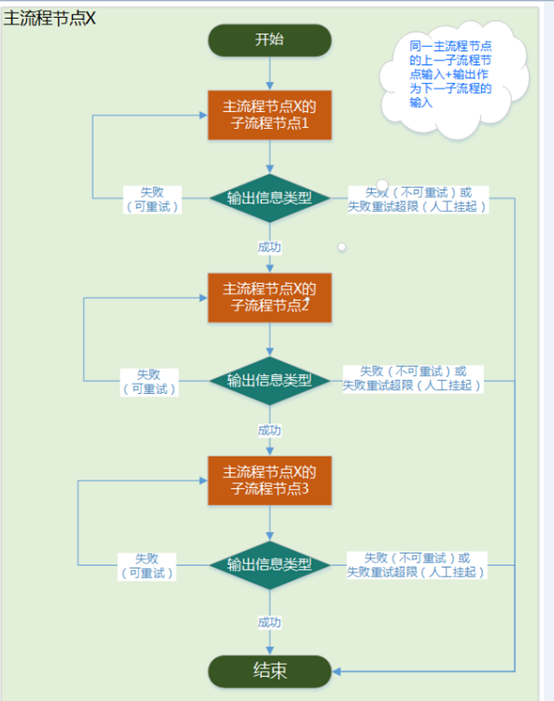 主流程节点X
开始
同一主流程节点
的上一子流程节
点输入+输出作
为下一子流程的
输入
主流程节点X的
子流程节点1
输出信息类型
失败
（可重试）
失败（不可重试）或
失败重试超限（人工挂起）
成功
主流程节点X的
子流程节点2
输出信息类型
失败
（可重试）
失败（不可重试）或
失败重试超限（人工挂起）
成功
主流程节点X的
子流程节点3
输出信息类型
失败
（可重试）
失败（不可重试）或
失败重试超限（人工挂起）
成功
结束